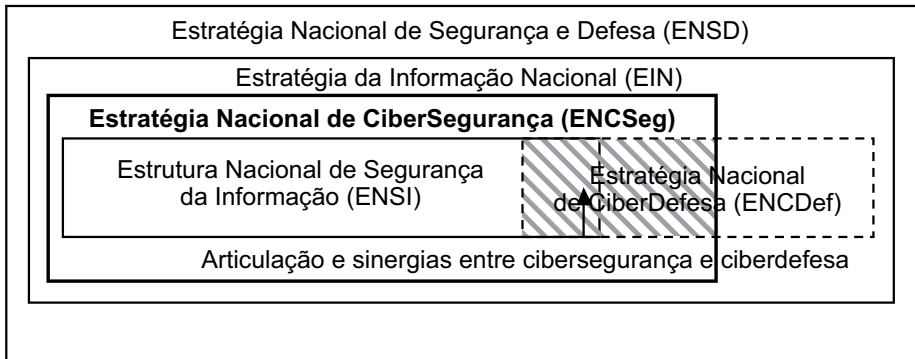 Estratégia Nacional de Segurança e Defesa (ENSD)
Estratégia da Informação Nacional (EIN)
Estratégia Nacional de CiberSegurança (ENCSeg)
Estrutura Nacional de Segurança
da Informação (ENSI)
Estratégia Nacional
de CiberDefesa (ENCDef)
Articulação e sinergias entre cibersegurança e ciberdefesa